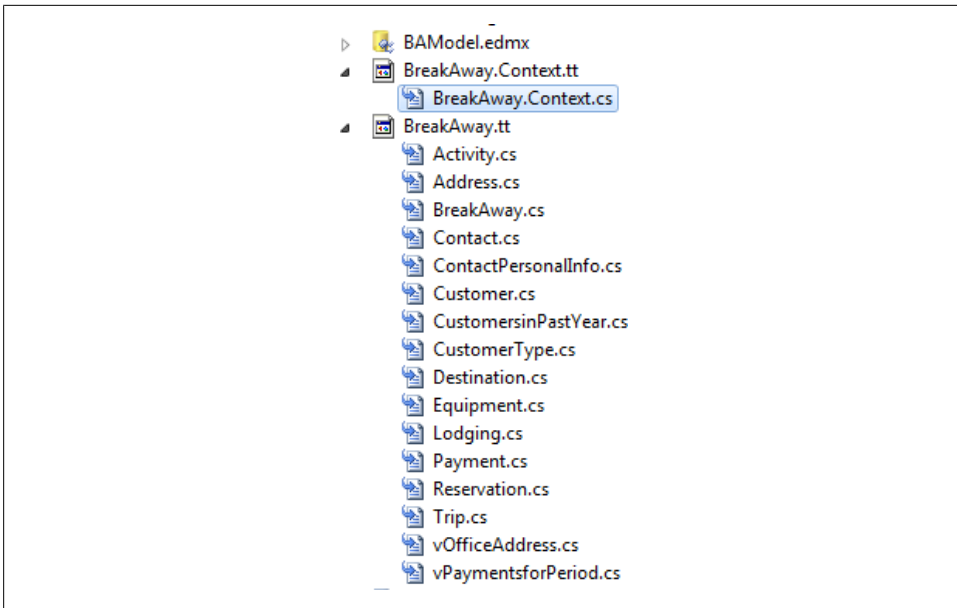 BAModel.edmx
BreakAway.Context.tt
BreakAway.Context.cs
BreakAway.tt
Activity.cs
Address.cs
BreakAway.cs
Contact.cs
ContactPersonalInfo.cs
Customer.cs
CustomersinPastYear.cs
CustomerType.cs
Destination.cs
Equipment.cs
Lodging.cs
Payment.cs
Reservation.cs
Trip.cs
vOfficeAddress.cs
vPaymentsforPeriod.cs